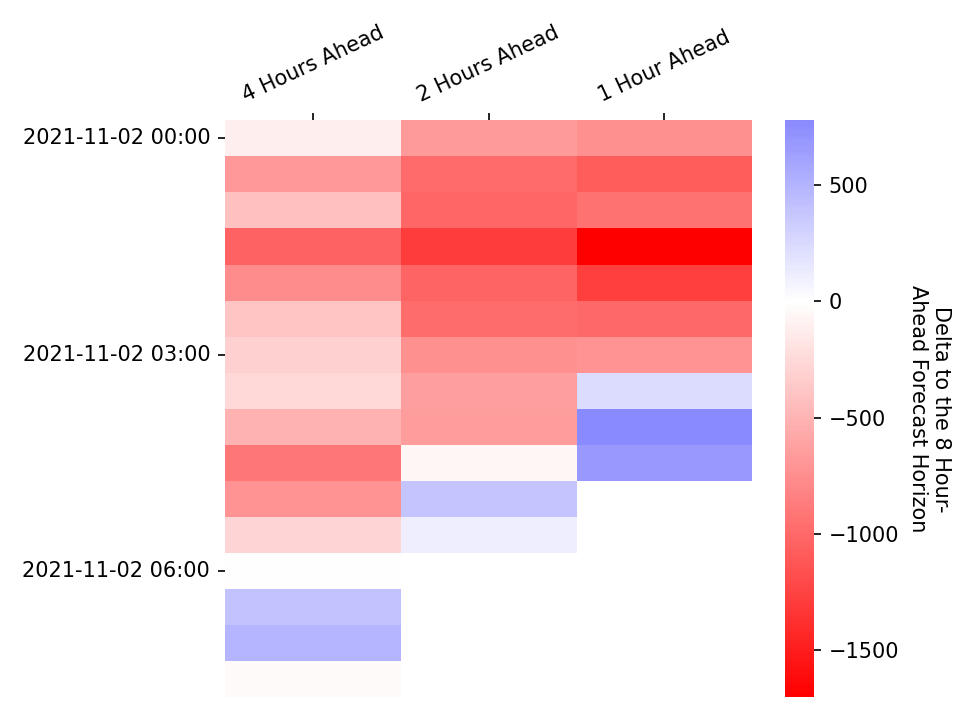 4 Hours Ahead
2 Hours Ahead
1 Hour Ahead
2021-11-02 00:00
2021-11-02 03:00
2021-11-02 06:00
500
0
−500
−1000
−1500
Delta to the 8 Hour-
Ahead Forecast Horizon